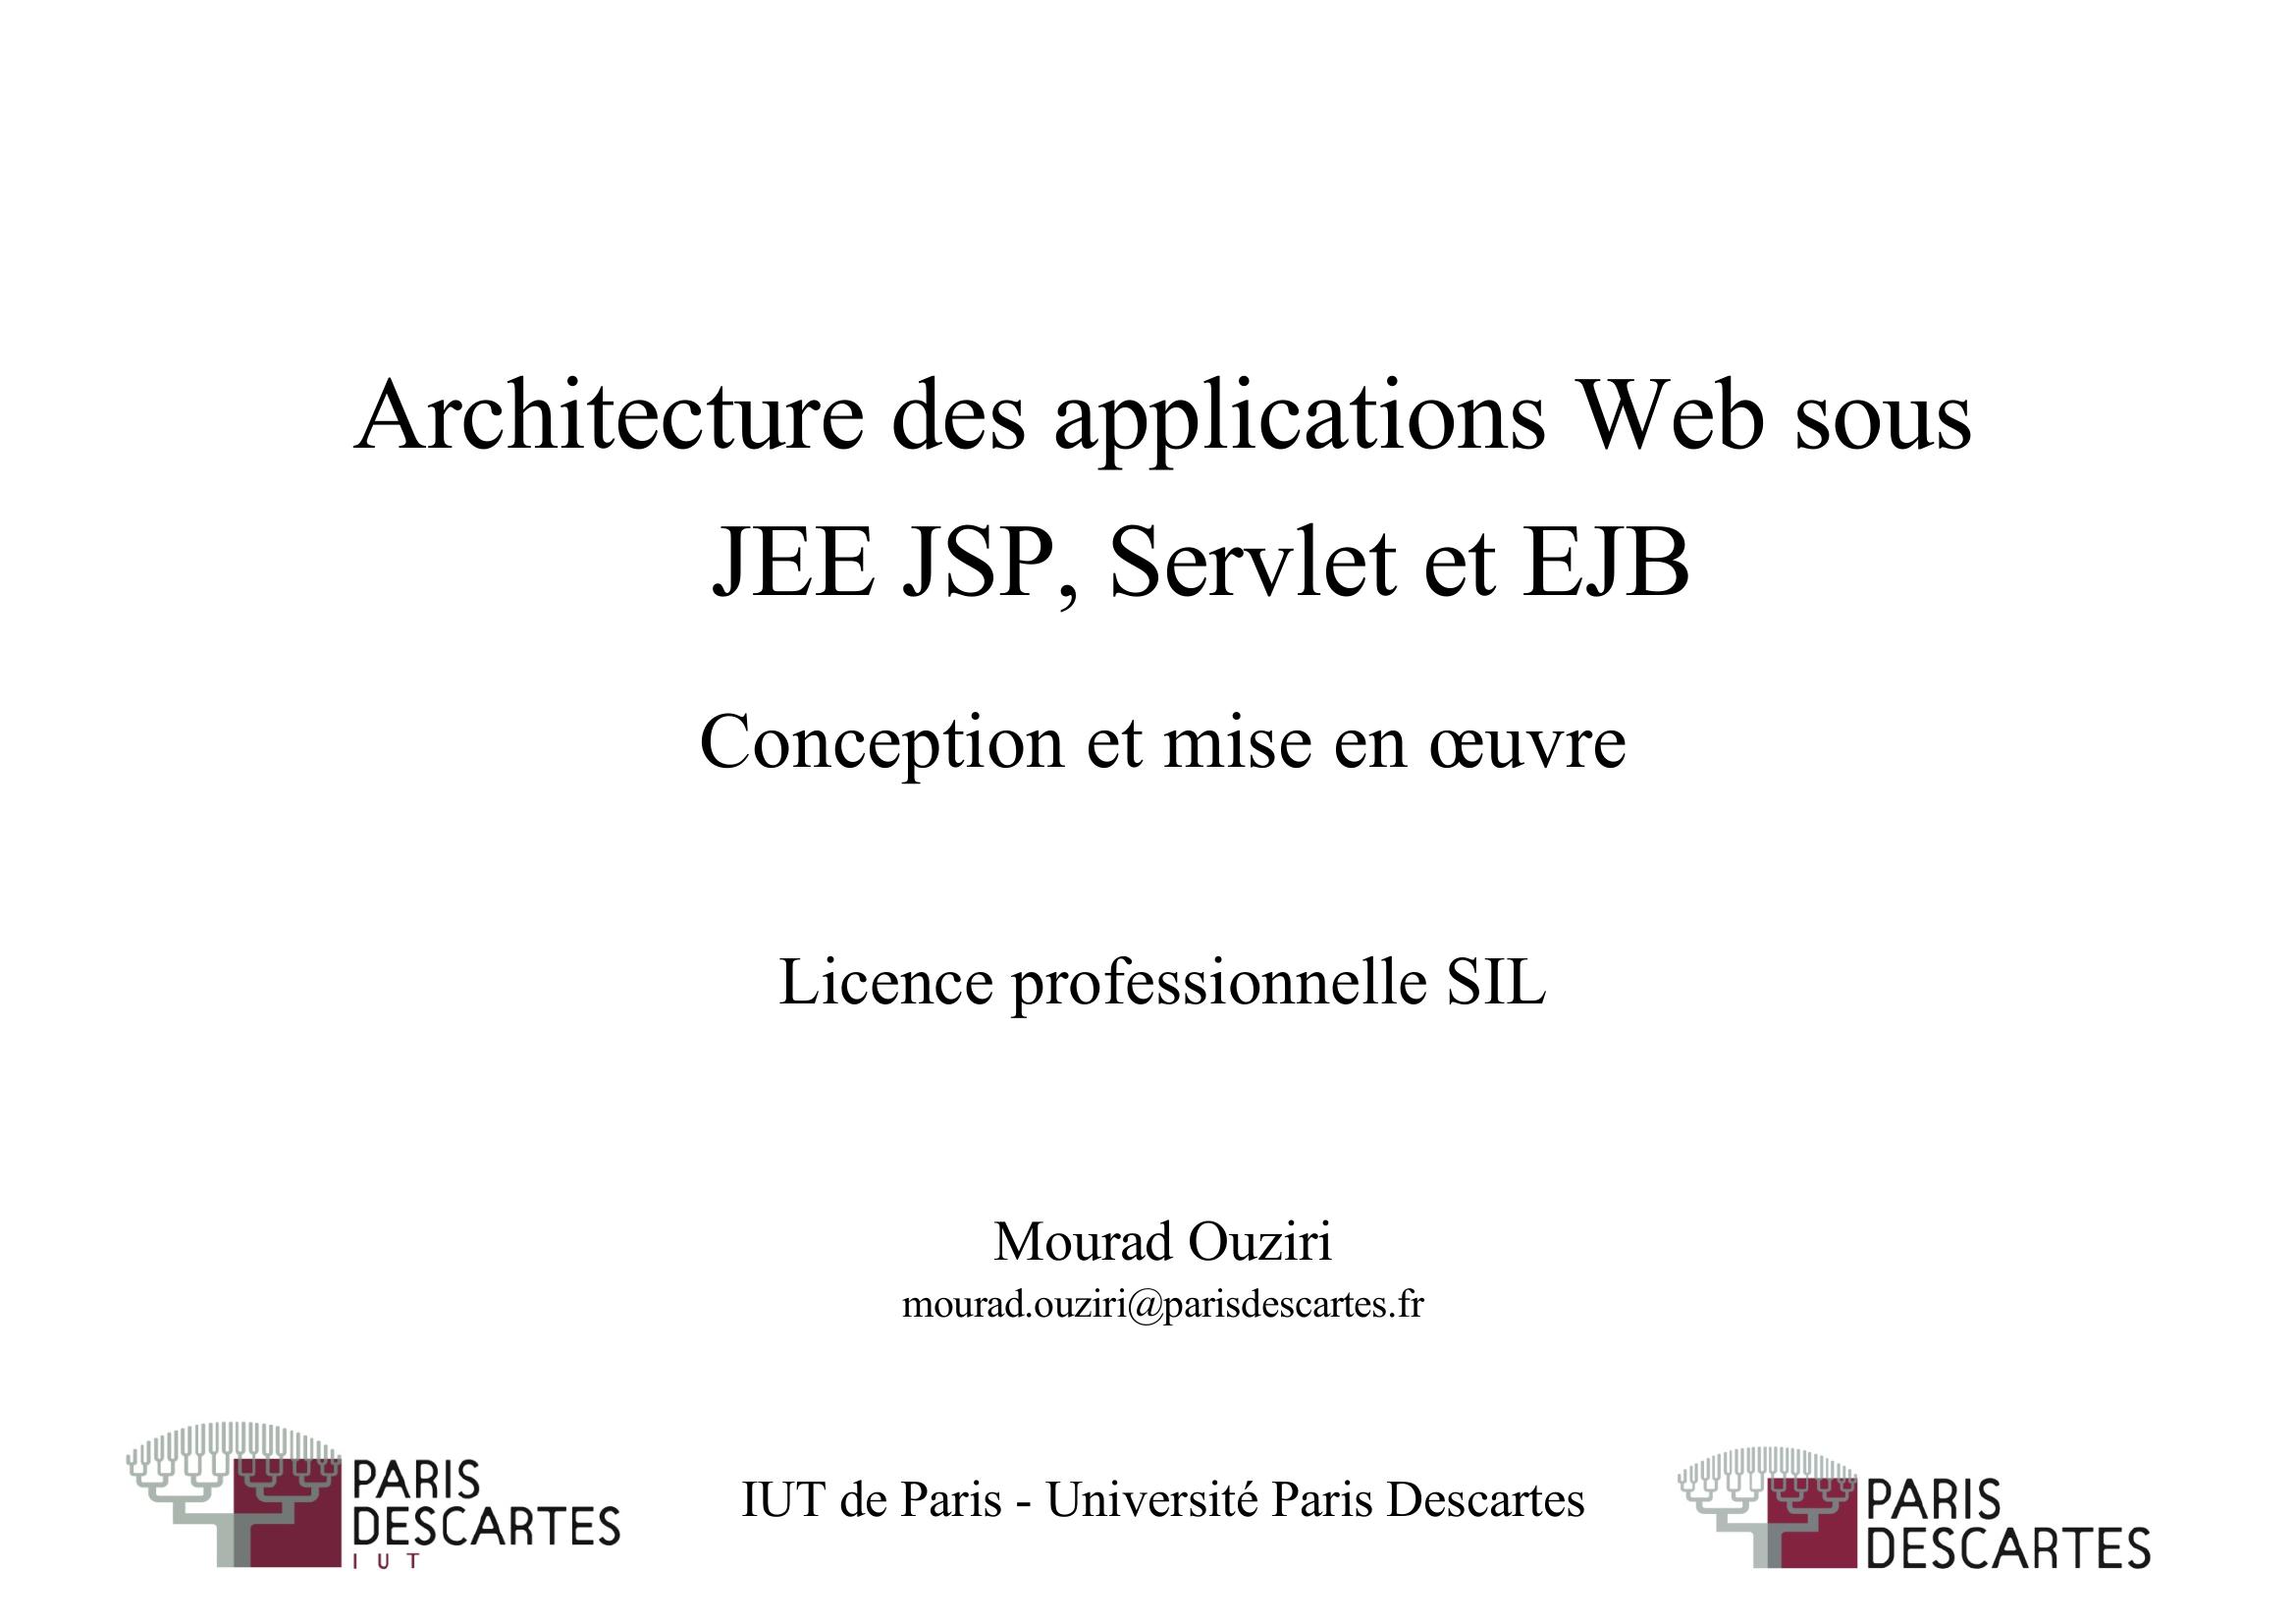 Architecture des applications Web sous
JEE JSP, Servlet et EJB
Conception et mise en œuvre
Licence professionnelle SIL
Mourad Ouziri
mourad.ouziri@parisdescartes.fr
PARIS
DESCARTES
IUT
IUT de Paris - Université Paris Descartes
PARIS
DESCARTES